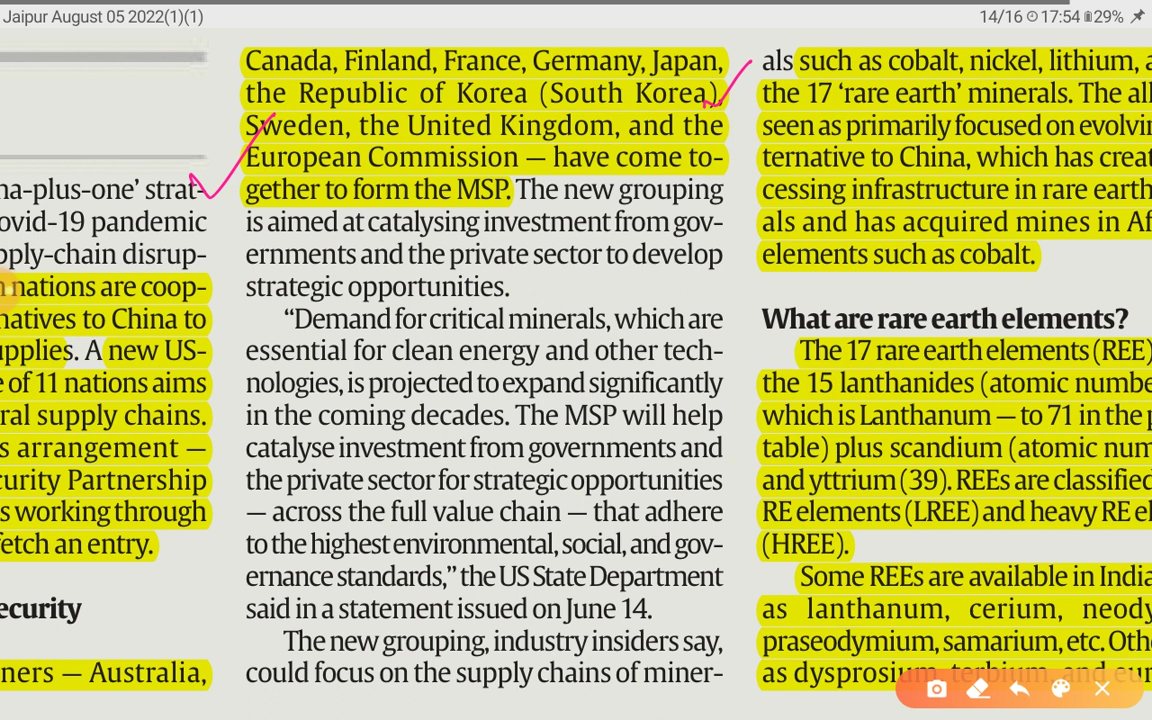 Jaipur August 05 2022(1)(1)
14/16 17:54 29%
na-plus-one’ strat-
ovid-19 pandemic
pply-chain disrup-
nations are coop-
natives to China to
upplies. A new US-
e of 11 nations aims
ral supply chains.
s arrangement —
curity Partnership
s working through
fetch an entry.
ecurity
ners — Australia,
Canada, Finland, France, Germany, Japan,
the Republic of Korea (South Korea),
Sweden, the United Kingdom, and the
European Commission — have come to-
gether to form the MSP. The new grouping
is aimed at catalysing investment from gov-
ernments and the private sector to develop
strategic opportunities.
“Demand for critical minerals, which are
essential for clean energy and other tech-
nologies, is projected to expand significantly
in the coming decades. The MSP will help
catalyse investment from governments and
the private sector for strategic opportunities
— across the full value chain — that adhere
to the highest environmental, social, and gov-
ernance standards,” the US State Department
said in a statement issued on June 14.
The new grouping, industry insiders say,
could focus on the supply chains of miner-
als such as cobalt, nickel, lithium, a
the 17 ‘rare earth’ minerals. The all
seen as primarily focused on evolvin
ternative to China, which has creat
cessing infrastructure in rare earth
als and has acquired mines in Af
elements such as cobalt.
What are rare earth elements?
The 17 rare earth elements (REE)
the 15 lanthanides (atomic numbe
which is Lanthanum — to 71 in the p
table) plus scandium (atomic num
and yttrium (39). REEs are classified
RE elements (LREE) and heavy RE el
(HREE).
Some REEs are available in India
as lanthanum, cerium, neody
praseodymium, samarium, etc. Oth
as dysprosium, terbium, and eur